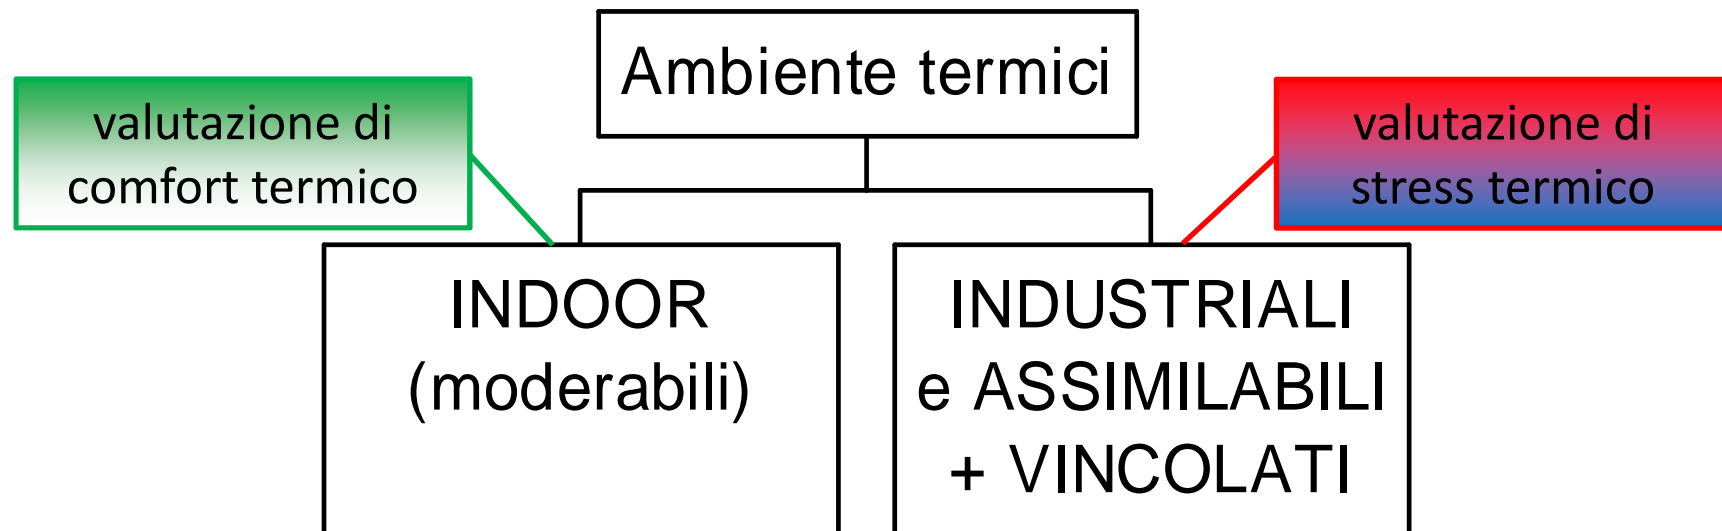 Ambiente termici
valutazione di
comfort termico
valutazione di
stress termico
INDOOR
(moderabili)
INDUSTRIALI
e ASSIMILABILI
+ VINCOLATI